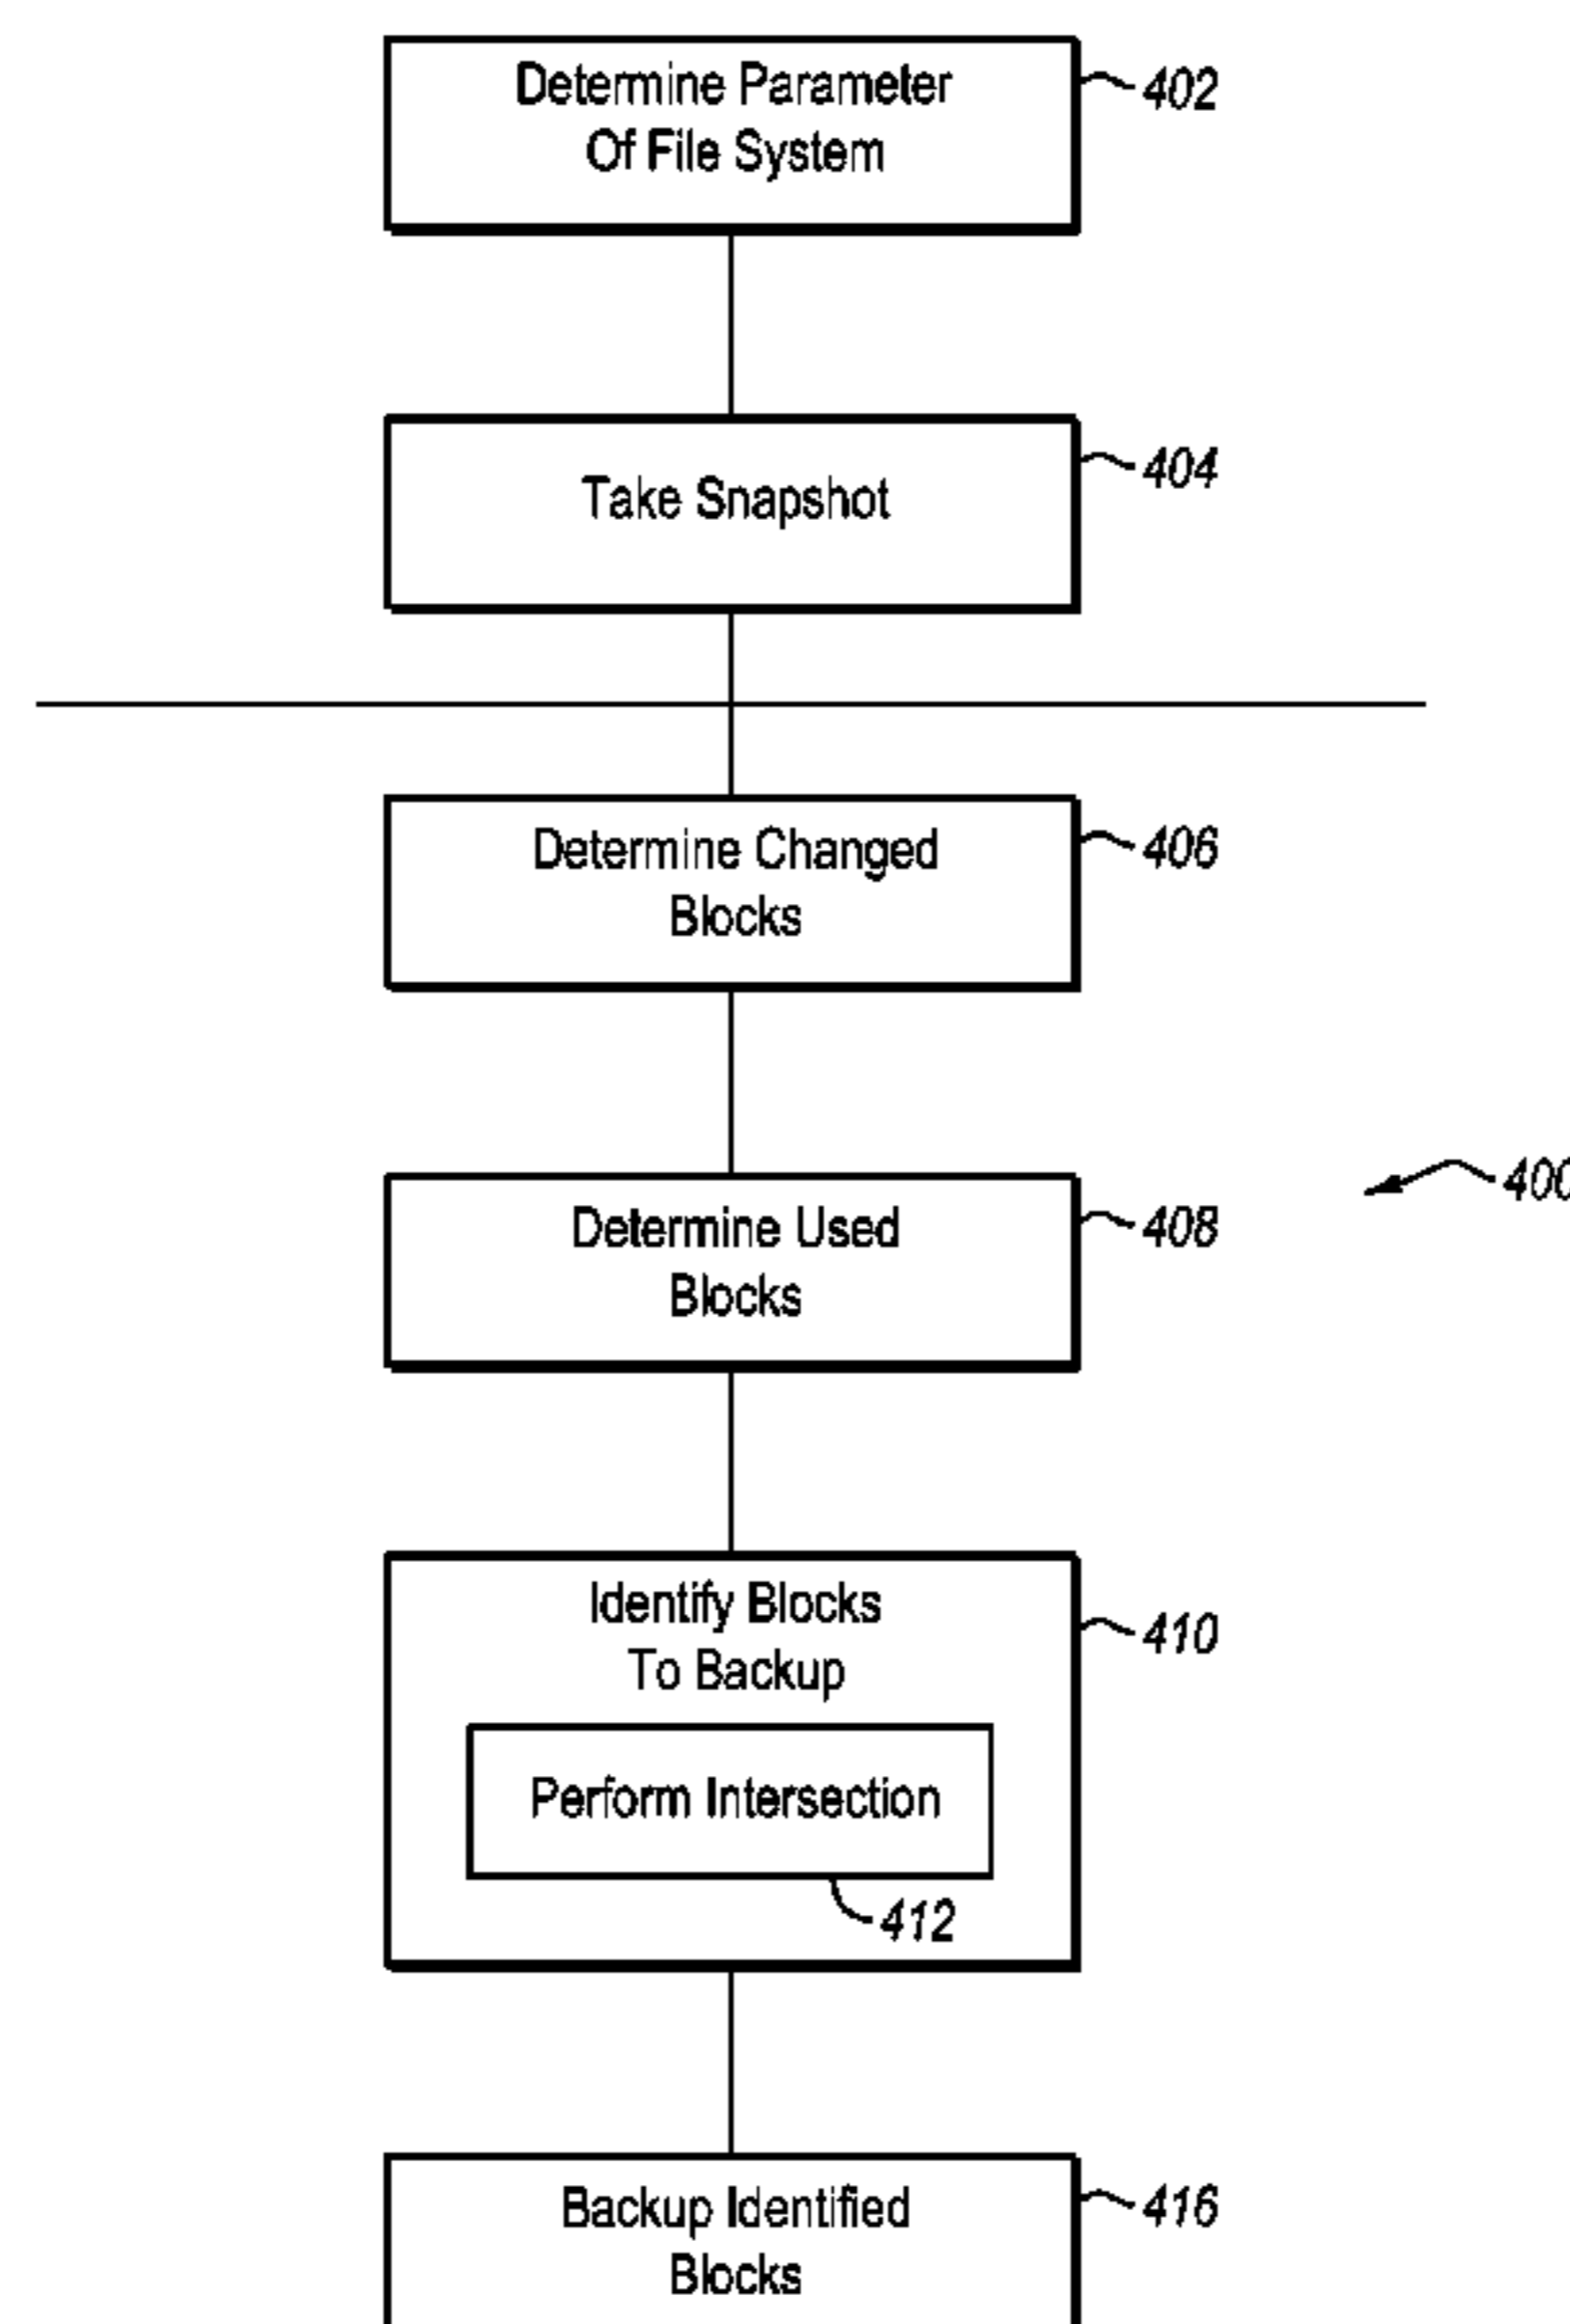 Determine Parameter
Of File System
402
Take Snapshot
404
Determine Changed
Blocks
406
Determine Used
Blocks
408
400
Identify Blocks
To Backup
410
Perform Intersection
412
Backup Identified
Blocks
416